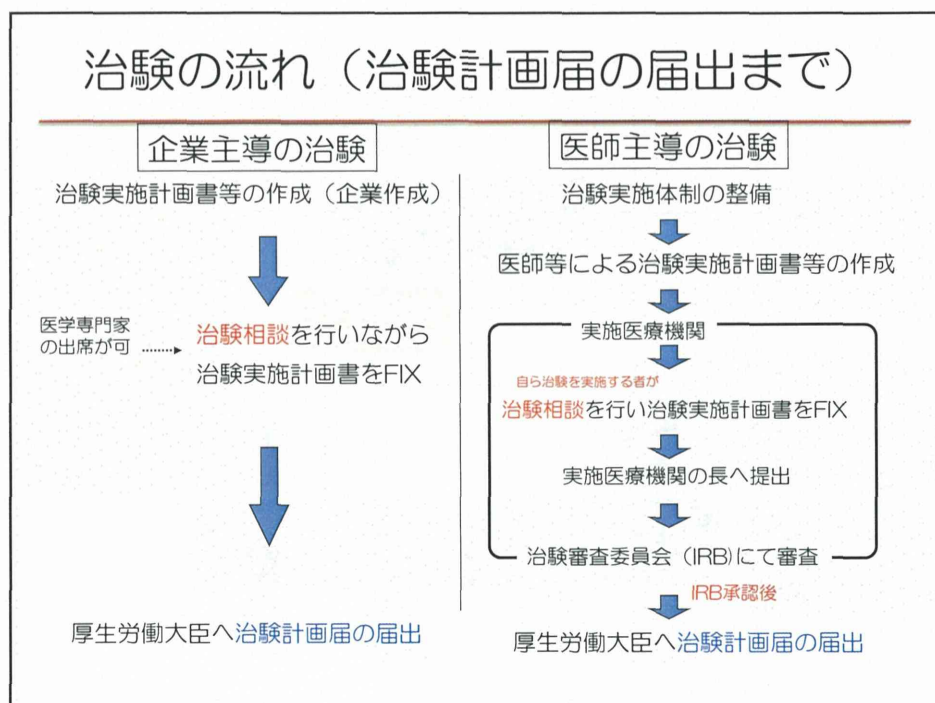 治験の流れ（治験計画届の届出まで）
企業主導の治験
治験実施計画書等の作成（企業作成）
医学専門家
の出席が可
治験相談を行いながら
治験実施計画書をFIX
厚生労働大臣へ治験計画届の届出
医師主導の治験
治験実施体制の整備
医師等による治験実施計画書等の作成
実施医療機関
自ら治験を実施する者が
治験相談を行い治験実施計画書をFIX
実施医療機関の長へ提出
治験審査委員会（IRB)にて審査
IRB承認後
厚生労働大臣へ治験計画届の届出